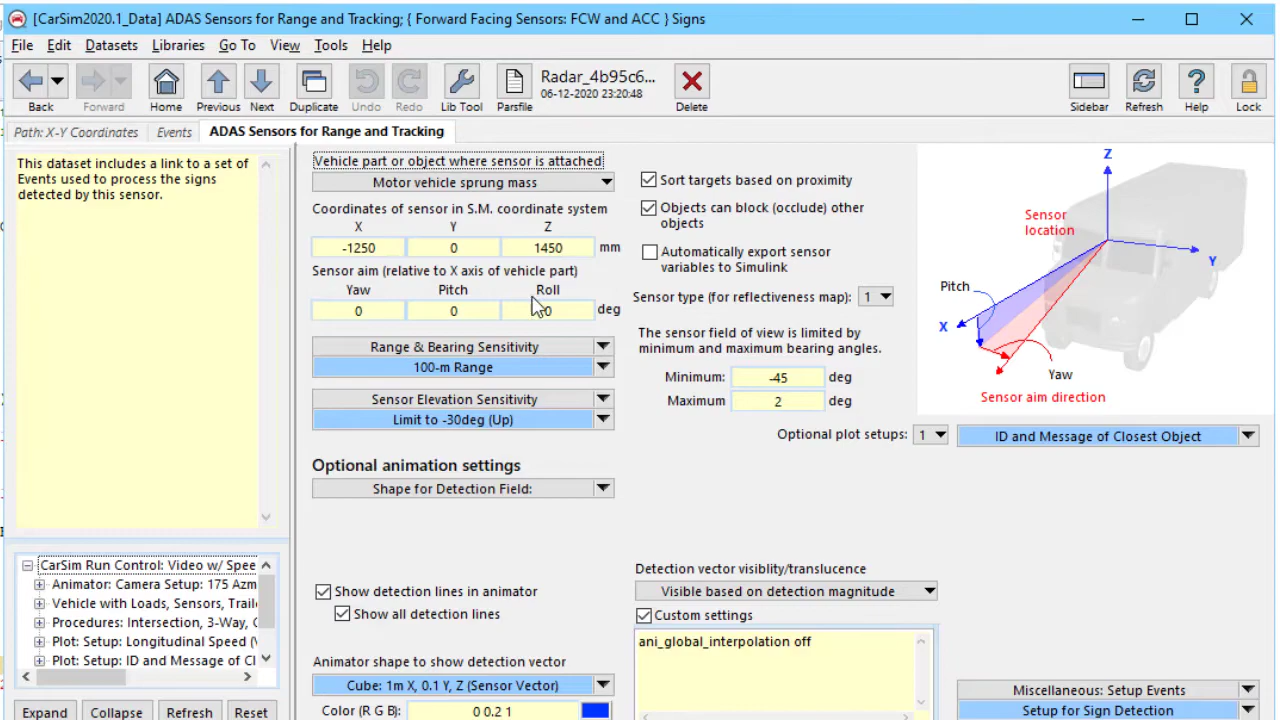 [CarSim2020.1_Data] ADAS Sensors for Range and Tracking; { Forward Facing Sensors: FCW and ACC } Signs
File Edit Datasets Libraries Go To View Tools Help
Back Forward Home Previous Next Duplicate Undo Redo Lib Tool Parsfile
Radar_4b95c6...
06-12-2020 23:20:48
Delete Sidebar Refresh Help Lock
Path: X-Y Coordinates Events ADAS Sensors for Range and Tracking
This dataset includes a link to a set of
Events used to process the signs
detected by this sensor.
CarSim Run Control: Video w/ Spee
Animator: Camera Setup: 175 Azm
Vehicle with Loads, Sensors, Traile
Procedures: Intersection, 3-Way, C
Plot: Setup: Longitudinal Speed (V
Plot: Setup: ID and Message of Cl
Expand Collapse Refresh Reset
Vehicle part or object where sensor is attached
Motor vehicle sprung mass
Coordinates of sensor in S.M. coordinate system
X Y Z
-1250 0 1450 mm
Sensor aim (relative to X axis of vehicle part)
Yaw Pitch Roll
0 0 0 deg
Range & Bearing Sensitivity
100-m Range
Sensor Elevation Sensitivity
Limit to -30deg (Up)
Optional animation settings
Shape for Detection Field:
Show detection lines in animator
Show all detection lines
Animator shape to show detection vector
Cube: 1m X, 0.1 Y, Z (Sensor Vector)
Color (R G B): 0 0.2 1
Sort targets based on proximity
Objects can block (occlude) other
objects
Automatically export sensor
variables to Simulink
Sensor type (for reflectiveness map): 1
The sensor field of view is limited by
minimum and maximum bearing angles.
Minimum: -45 deg
Maximum 2 deg
Optional plot setups: 1 ID and Message of Closest Object
Detection vector visiblity/translucence
Visible based on detection magnitude
Custom settings
ani_global_interpolation off
Z
Sensor
location
Y
Pitch
X
Yaw
Sensor aim direction
Miscellaneous: Setup Events
Setup for Sign Detection